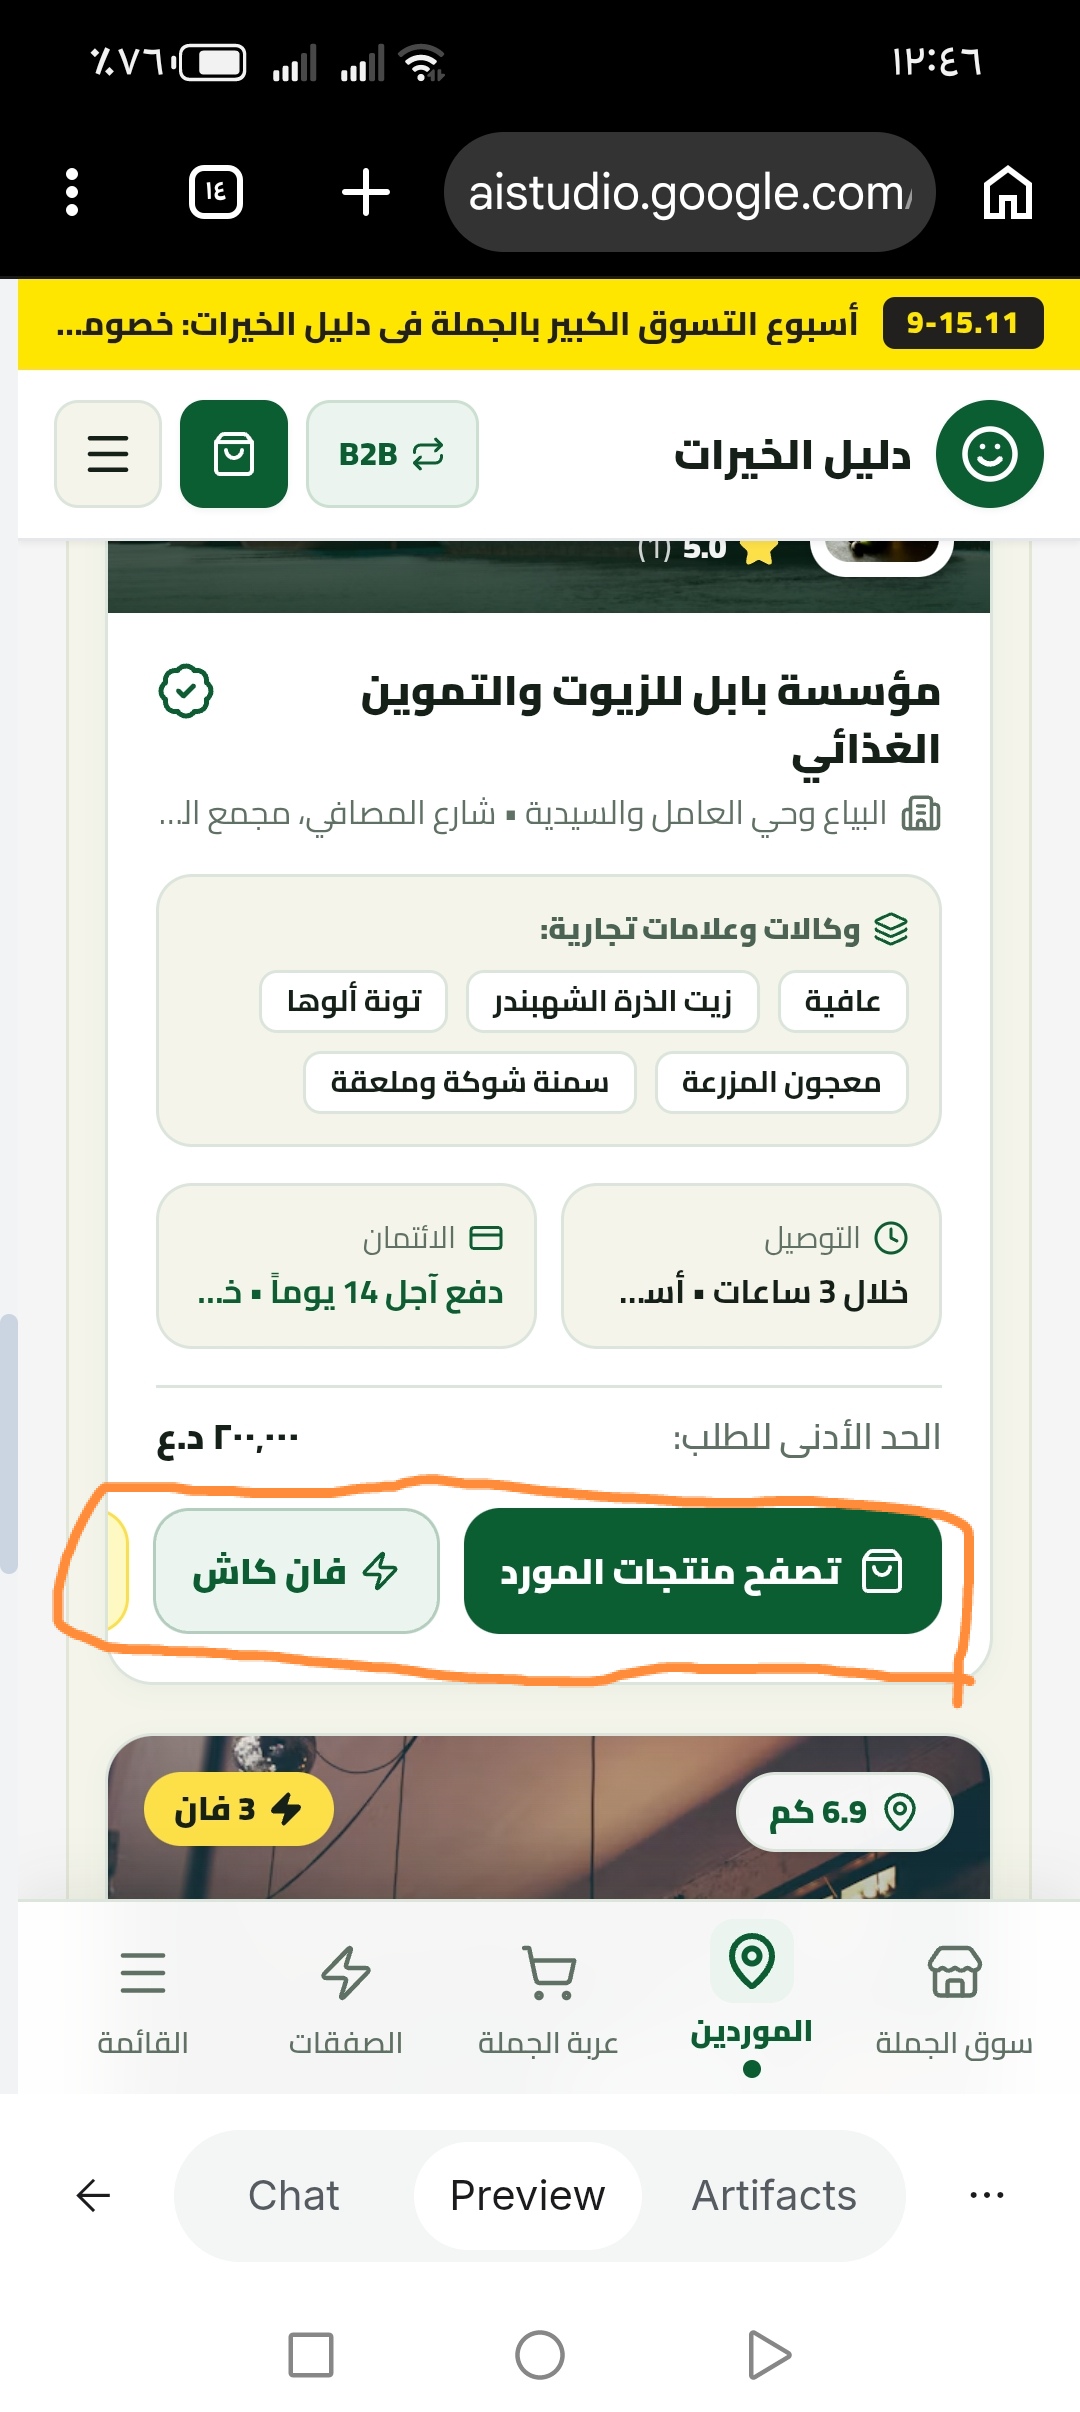 ٪٧٦
١٢:٤٦
١٤
aistudio.google.com/
9-15.11
أسبوع التسوق الكبير بالجملة في دليل الخيرات: خصومـ...
دليل الخيرات
B2B
5.0 (1)
مؤسسة بابل للزيوت والتموين
الغذائي
البياع وحي العامل والسيدية ▪ شارع المصافي، مجمع الـ...
وكالات وعلامات تجارية:
عافية
زيت الذرة الشهبندر
تونة ألوها
معجون المزرعة
سمنة شوكة وملعقة
التوصيل
خلال 3 ساعات ▪ أسـ...
الائتمان
دفع آجل 14 يوماً ▪ خـ...
الحد الأدنى للطلب:
٢٠٠,٠٠٠ د.ع
تصفح منتجات المورد
فان كاش
6.9 كم
3 فان
سوق الجملة
الموردين
عربة الجملة
الصفقات
القائمة
Chat
Preview
Artifacts